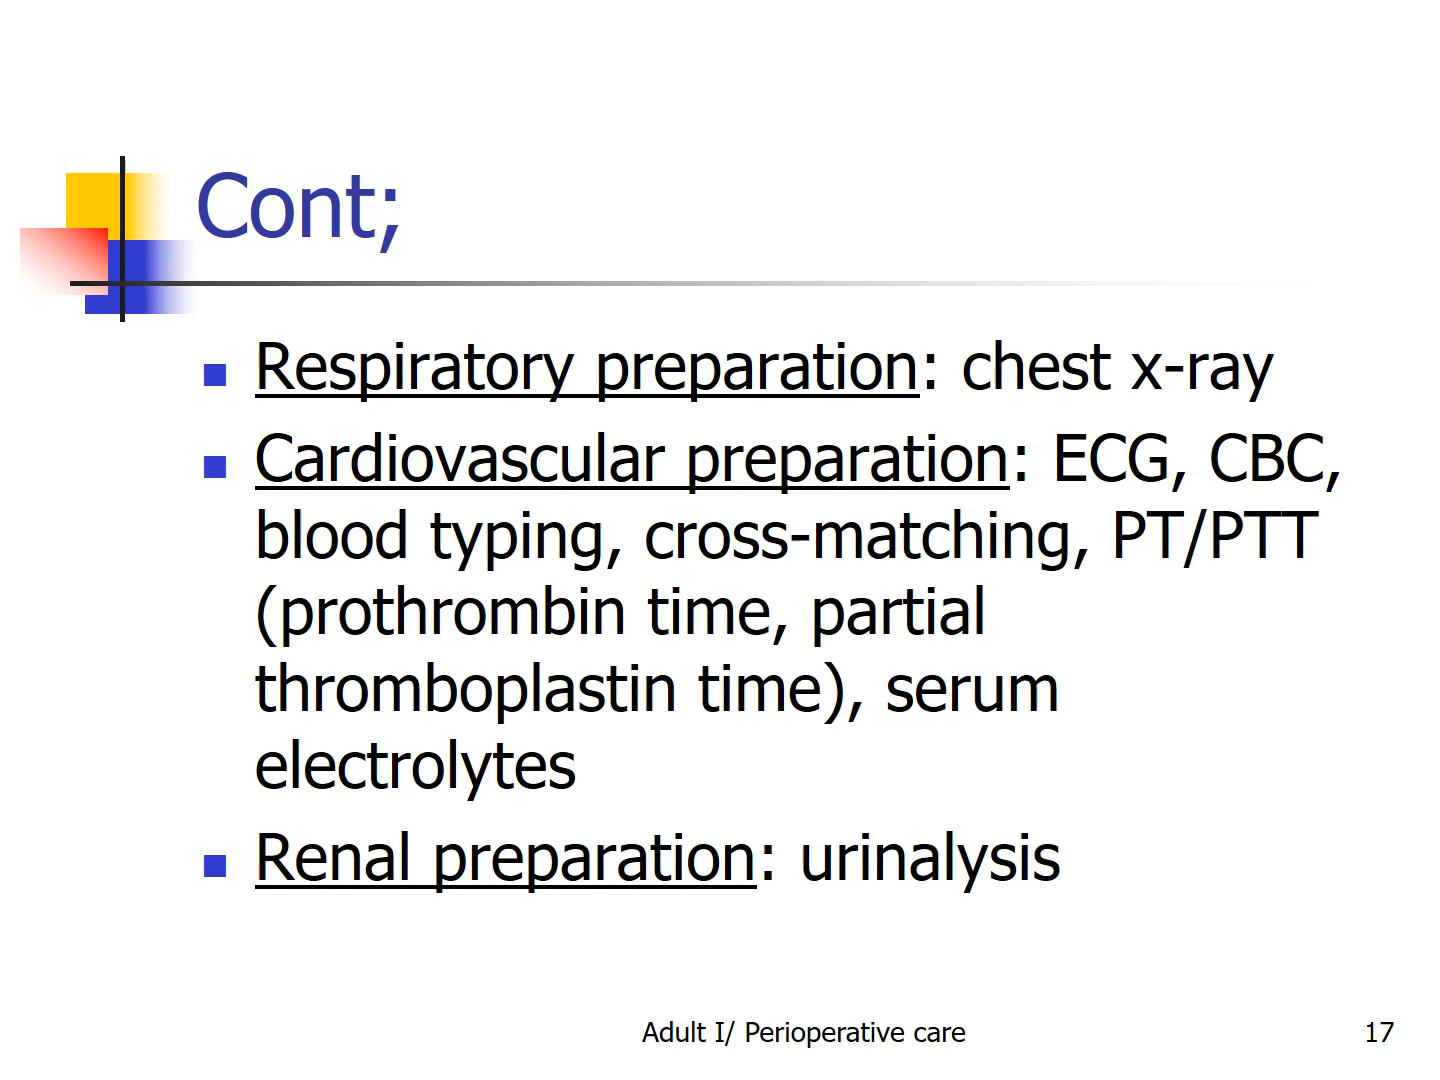 Cont;
Respiratory preparation: chest x-ray
Cardiovascular preparation: ECG, CBC,
blood typing, cross-matching, PT/PTT
(prothrombin time, partial
thromboplastin time), serum
electrolytes
Renal preparation: urinalysis
Adult I/ Perioperative care
17